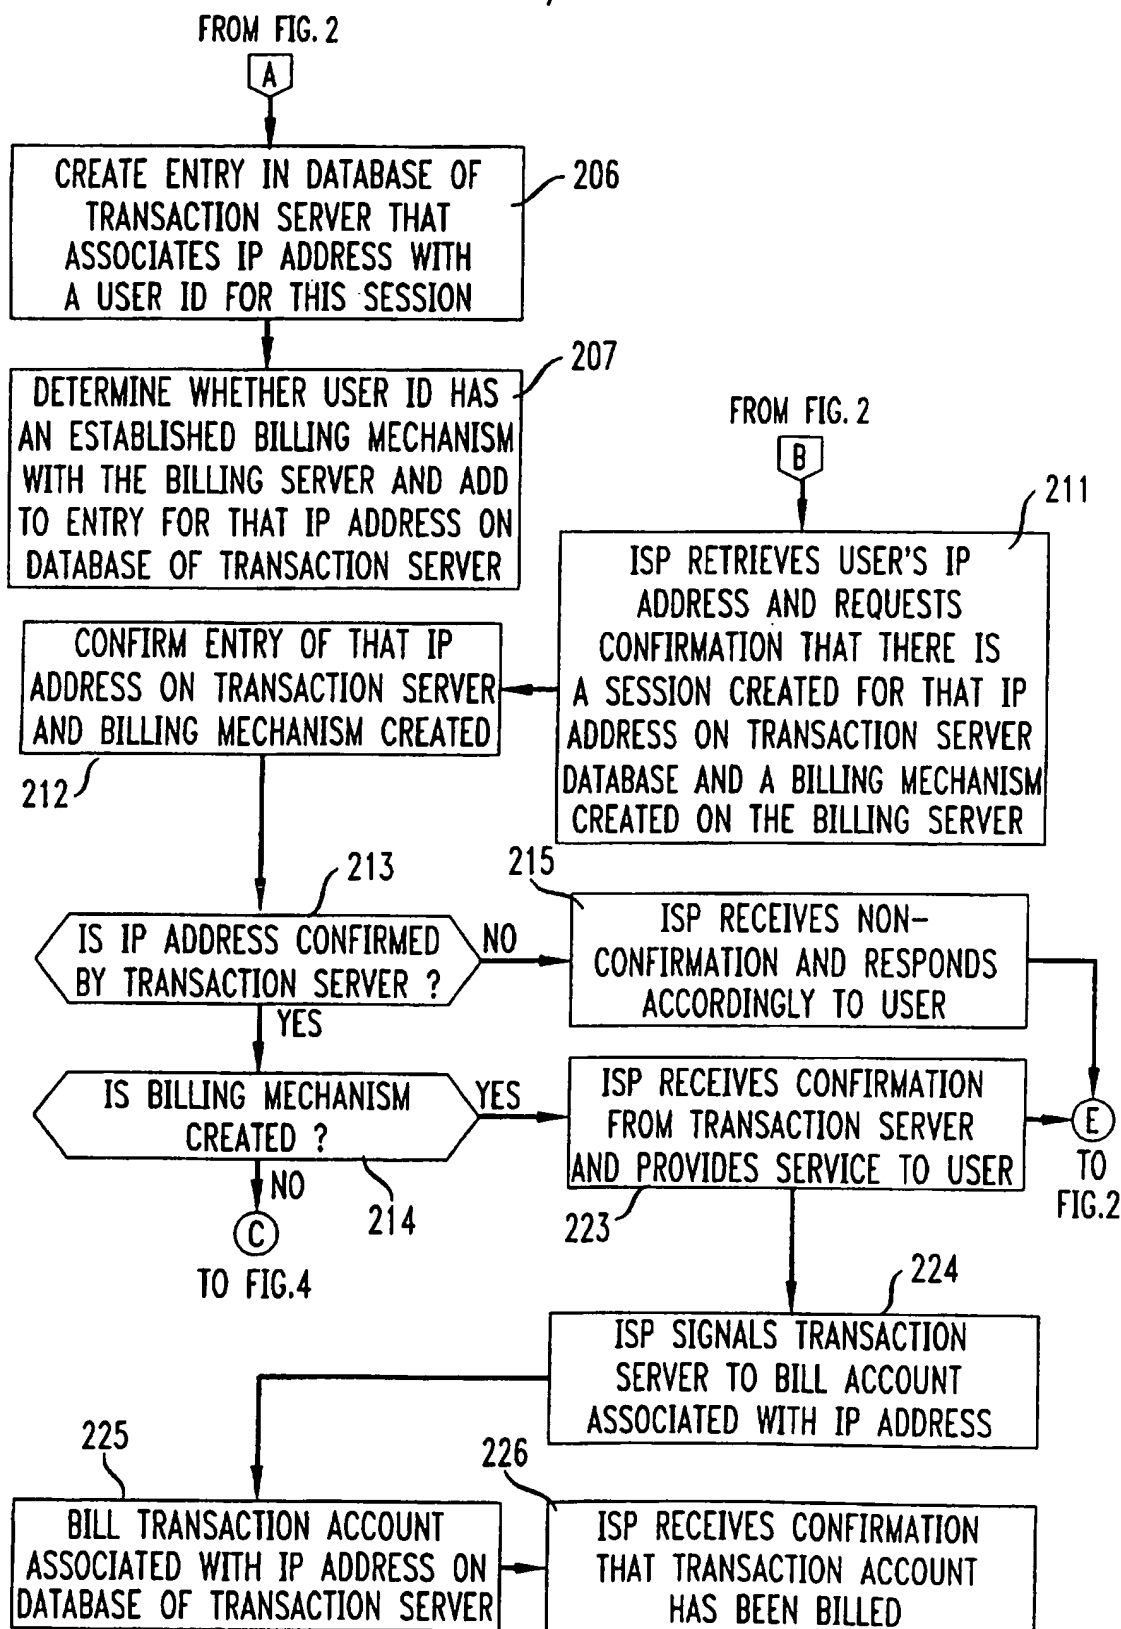 FROM FIG. 2
A
CREATE ENTRY IN DATABASE OF
TRANSACTION SERVER THAT
ASSOCIATES IP ADDRESS WITH
A USER ID FOR THIS SESSION
206
207
DETERMINE WHETHER USER ID HAS
AN ESTABLISHED BILLING MECHANISM
WITH THE BILLING SERVER AND ADD
TO ENTRY FOR THAT IP ADDRESS ON
DATABASE OF TRANSACTION SERVER
FROM FIG. 2
B
211
ISP RETRIEVES USER'S IP
ADDRESS AND REQUESTS
CONFIRMATION THAT THERE IS
A SESSION CREATED FOR THAT IP
ADDRESS ON TRANSACTION SERVER
DATABASE AND A BILLING MECHANISM
CREATED ON THE BILLING SERVER
CONFIRM ENTRY OF THAT IP
ADDRESS ON TRANSACTION SERVER
AND BILLING MECHANISM CREATED
212
213
IS IP ADDRESS CONFIRMED
BY TRANSACTION SERVER ?
NO
YES
215
ISP RECEIVES NON-
CONFIRMATION AND RESPONDS
ACCORDINGLY TO USER
IS BILLING MECHANISM
CREATED ?
YES
NO
214
C
TO FIG.4
ISP RECEIVES CONFIRMATION
FROM TRANSACTION SERVER
AND PROVIDES SERVICE TO USER
223
E
TO
FIG.2
224
ISP SIGNALS TRANSACTION
SERVER TO BILL ACCOUNT
ASSOCIATED WITH IP ADDRESS
225
BILL TRANSACTION ACCOUNT
ASSOCIATED WITH IP ADDRESS ON
DATABASE OF TRANSACTION SERVER
226
ISP RECEIVES CONFIRMATION
THAT TRANSACTION ACCOUNT
HAS BEEN BILLED